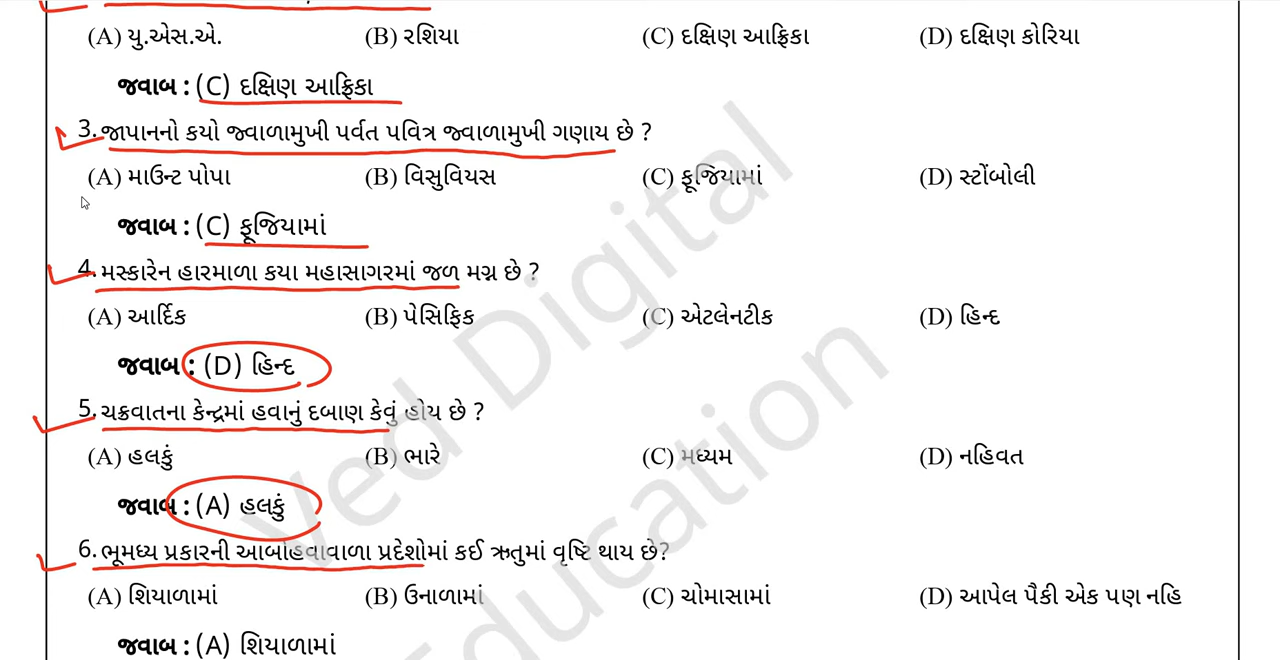 (A) યુ.એસ.એ. (B) રશિયા (C) દક્ષિણ આફ્રિકા (D) દક્ષિણ કોરિયા
જવાબ : (C) દક્ષિણ આફ્રિકા
3. જાપાનનો કયો જ્વાળામુખી પર્વત પવિત્ર જ્વાળામુખી ગણાય છે ?
(A) માઉન્ટ પોપા (B) વિસુવિયસ (C) ફૂજિયામાં (D) સ્ટોંબોલી
જવાબ : (C) ફૂજિયામાં
4. મસ્કારેન હારમાળા કયા મહાસાગરમાં જળ મગ્ન છે ?
(A) આર્દિક (B) પેસિફિક (C) એટલેનટીક (D) હિન્દ
જવાબ : (D) હિન્દ
5. ચક્રવાતના કેન્દ્રમાં હવાનું દબાણ કેવું હોય છે ?
(A) હલકું (B) ભારે (C) મધ્યમ (D) નહિવત
જવાબ : (A) હલકું
6. ભૂમધ્ય પ્રકારની આબોહવાવાળા પ્રદેશોમાં કઈ ઋતુમાં વૃષ્ટિ થાય છે?
(A) શિયાળામાં (B) ઉનાળામાં (C) ચોમાસામાં (D) આપેલ પૈકી એક પણ નહિ
જવાબ : (A) શિયાળામાં
Ved Digital
Education